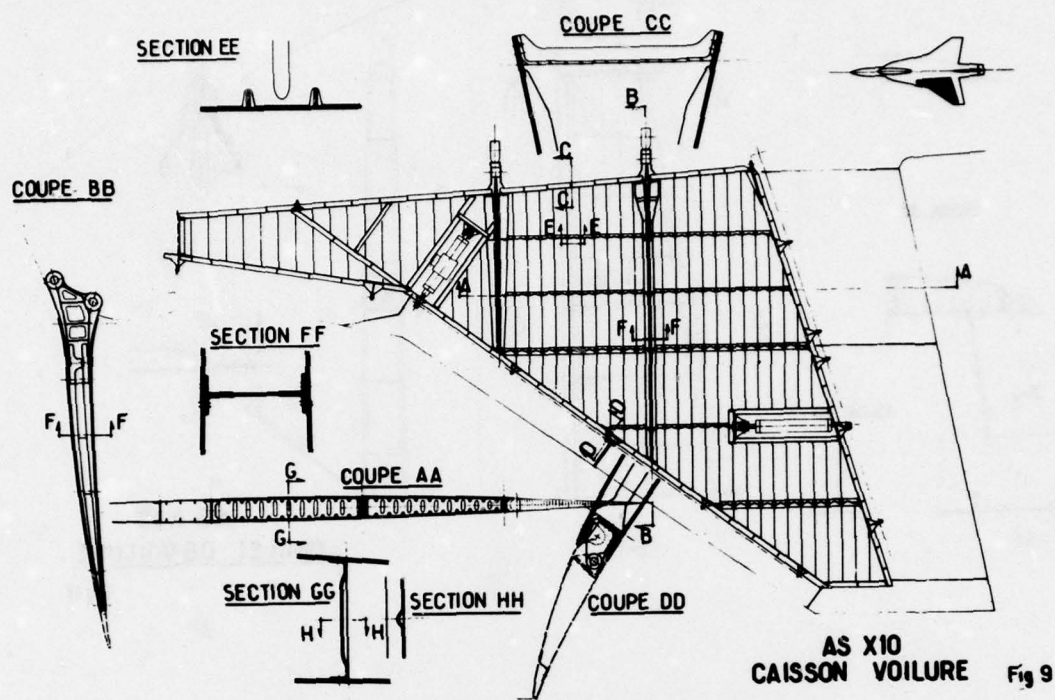 SECTION EE
COUPE CC
B
C
C
COUPE BB
E E
A
A
F F
SECTION FF
F F
D
D
G
COUPE AA
G
B
SECTION GG
SECTION HH
H H
COUPE DD
AS X10
CAISSON VOILURE
Fig 9